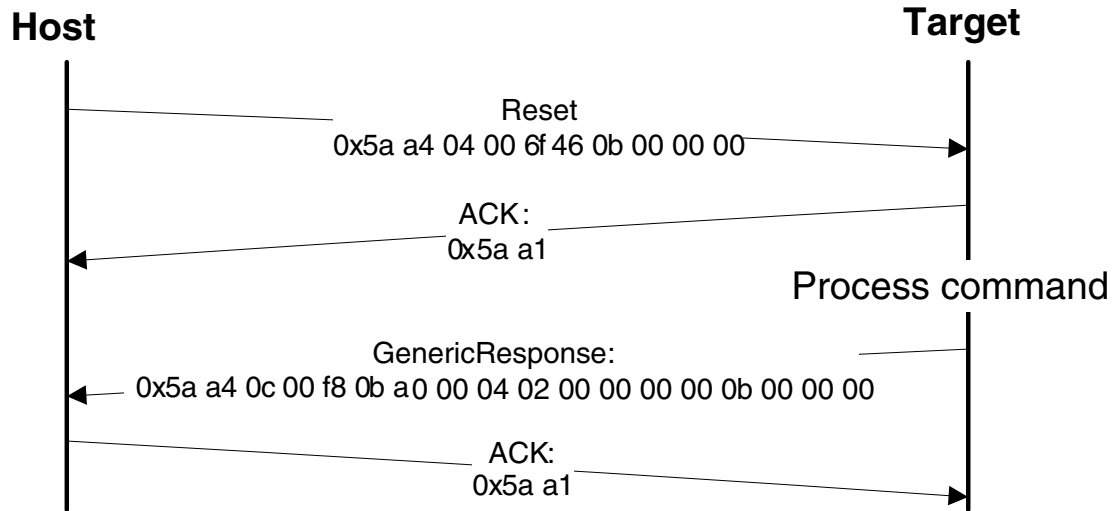 Host
Target
Reset
0x5a a4 04 00 6f 46 0b 00 00 00
ACK:
0x5a a1
Process command
GenericResponse:
0x5a a4 0c 00 f8 0b a0 00 04 02 00 00 00 00 0b 00 00 00
ACK:
0x5a a1